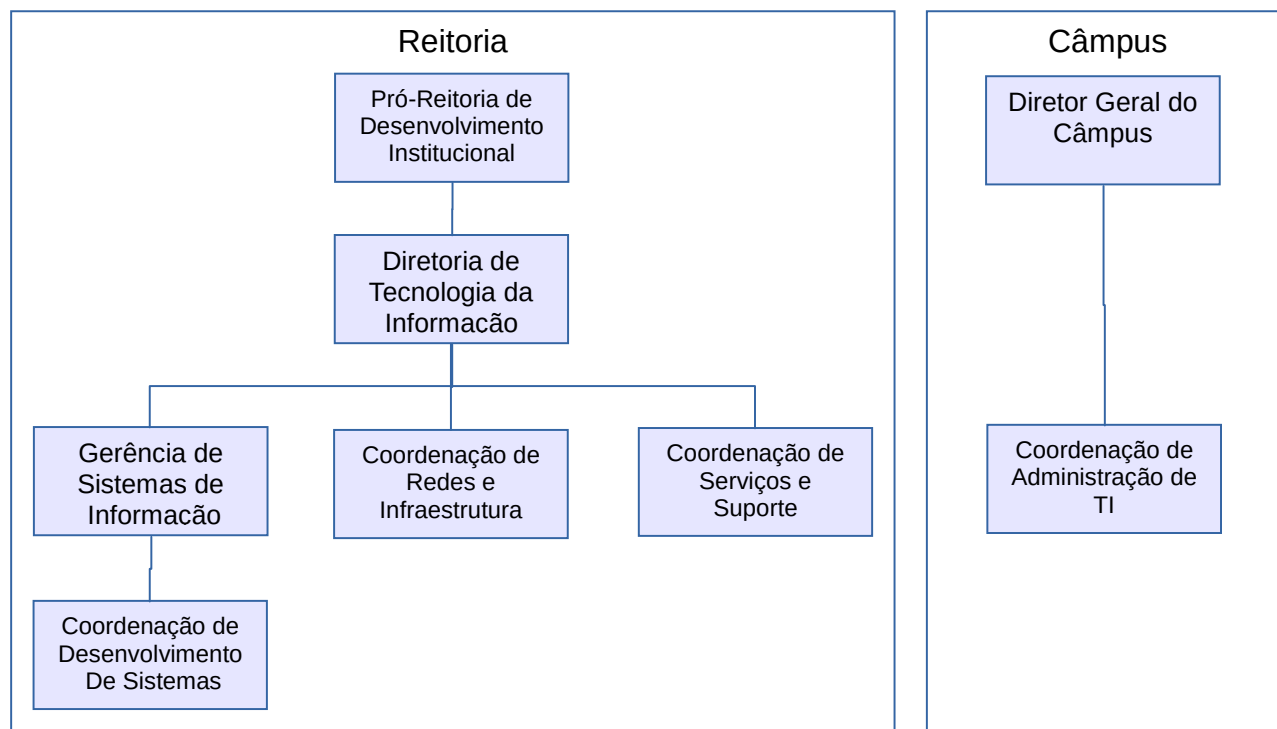 Reitoria
Pró-Reitoria de
Desenvolvimento
Institucional
Diretoria de
Tecnologia da
Informacão
Gerência de
Sistemas de
Informacão
Coordenação de
Redes e
Infraestrutura
Coordenação de
Serviços e
Suporte
Coordenação de
Desenvolvimento
De Sistemas
Câmpus
Diretor Geral do
Câmpus
Coordenação de
Administração de
TI